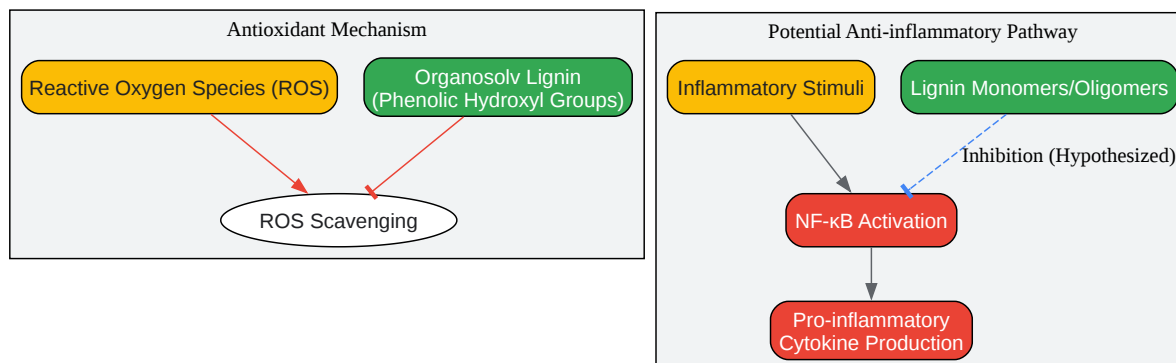 Antioxidant Mechanism
Reactive Oxygen Species (ROS)
Organosolv Lignin
(Phenolic Hydroxyl Groups)
ROS Scavenging
Potential Anti-inflammatory Pathway
Inflammatory Stimuli
Lignin Monomers/Oligomers
Inhibition (Hypothesized)
NF-κB Activation
Pro-inflammatory
Cytokine Production